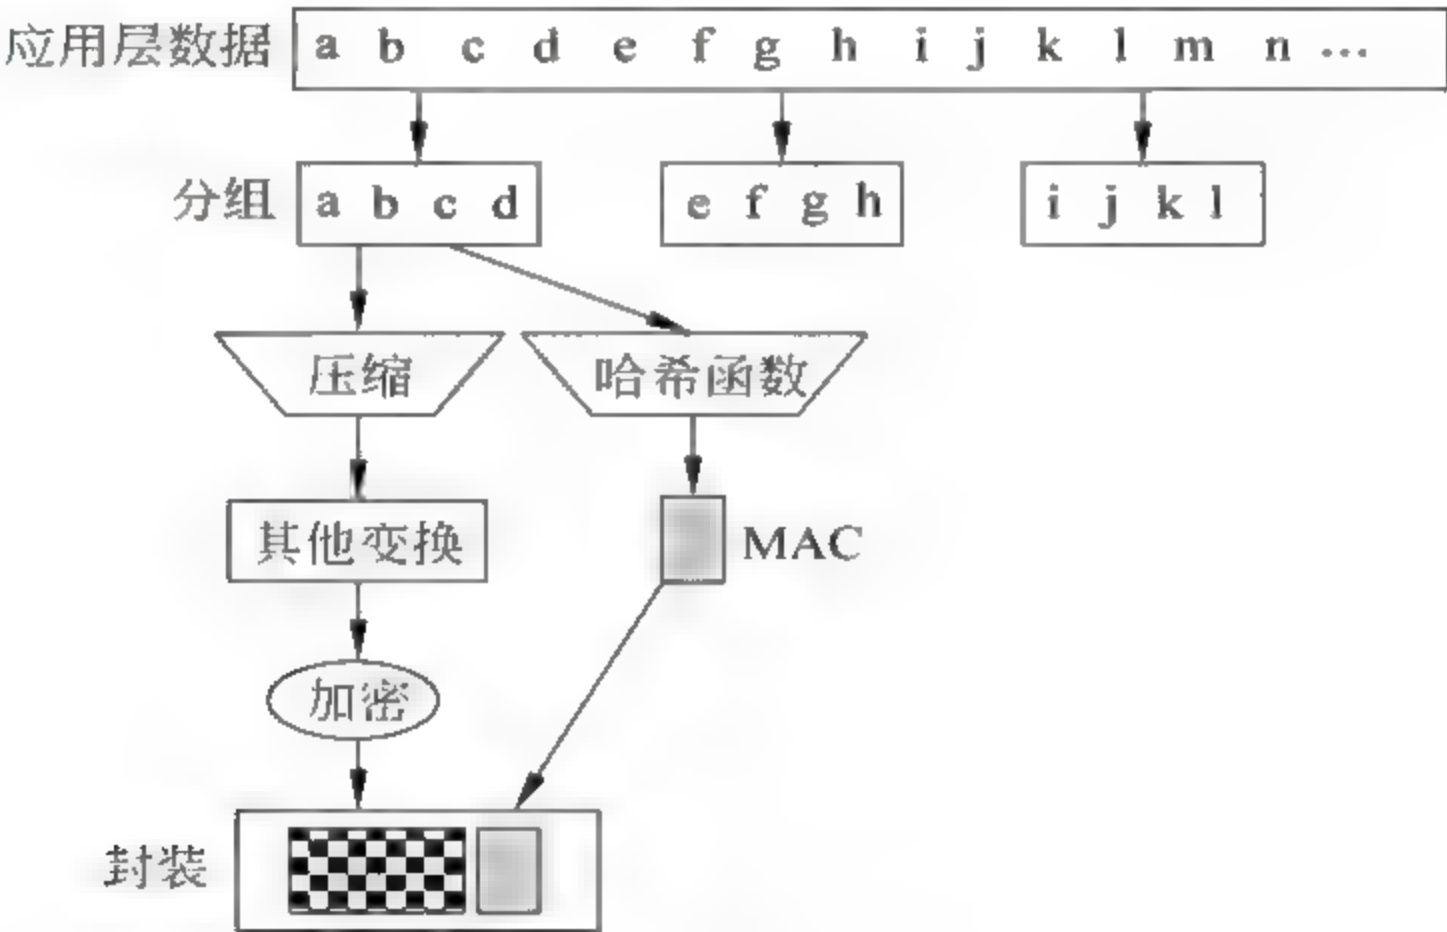 应用层数据 a b c d e f g h i j k l m n …
分组 a b c d e f g h i j k l
压缩 哈希函数
其他变换 MAC
加密
封装